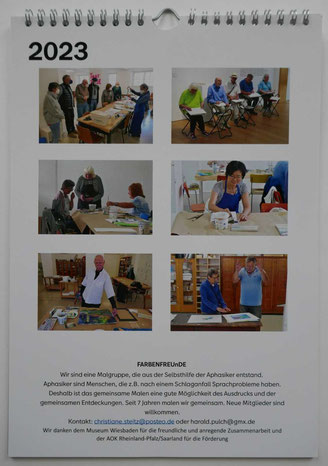 2023
FARBENFREUnDE
Wir sind eine Malgruppe, die aus der Selbsthilfe der Aphasiker entstand.
Aphasiker sind Menschen, die z.B. nach einem Schlaganfall Sprachprobleme haben.
Deshalb ist das gemeinsame Malen eine gute Möglichkeit des Ausdrucks und der
gemeinsamen Entdeckungen. Seit 7 Jahren malen wir gemeinsam. Neue Mitglieder sind
willkommen.
Kontakt: christiane.steitz@posteo.de oder harald.pulch@gmx.de
Wir danken dem Museum Wiesbaden für die freundliche und anregende Zusammenarbeit und
der AOK Rheinland-Pfalz/Saarland für die Förderung